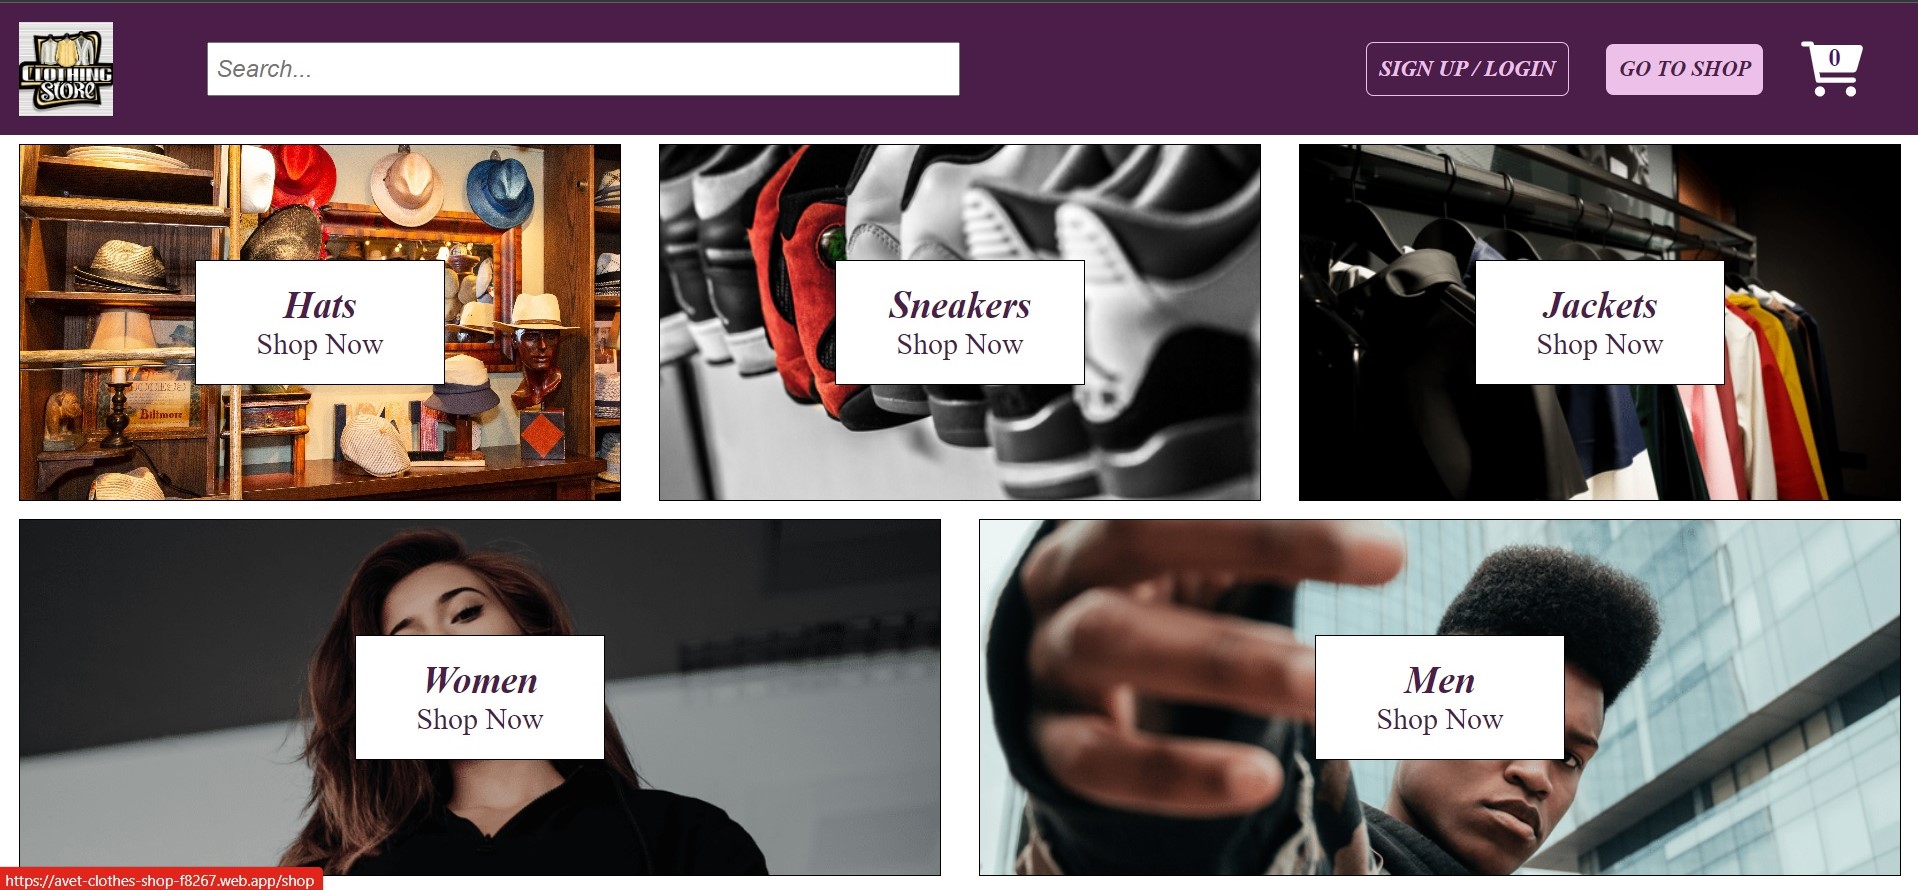 CLOTHING
STORE
Search...
SIGN UP / LOGIN
GO TO SHOP
0
Biltmore
Hats
Shop Now
Sneakers
Shop Now
Jackets
Shop Now
Women
Shop Now
Men
Shop Now
https://avet-clothes-shop-f8267.web.app/shop